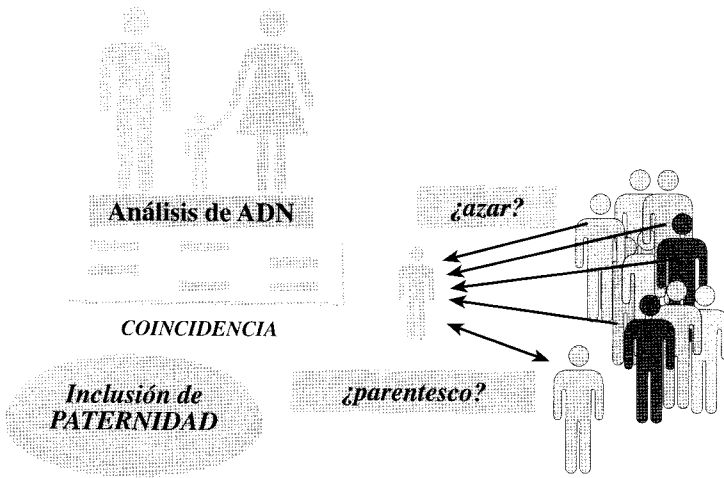 Análisis de ADN
¿azar?
COINCIDENCIA
¿parentesco?
Inclusión de
PATERNIDAD